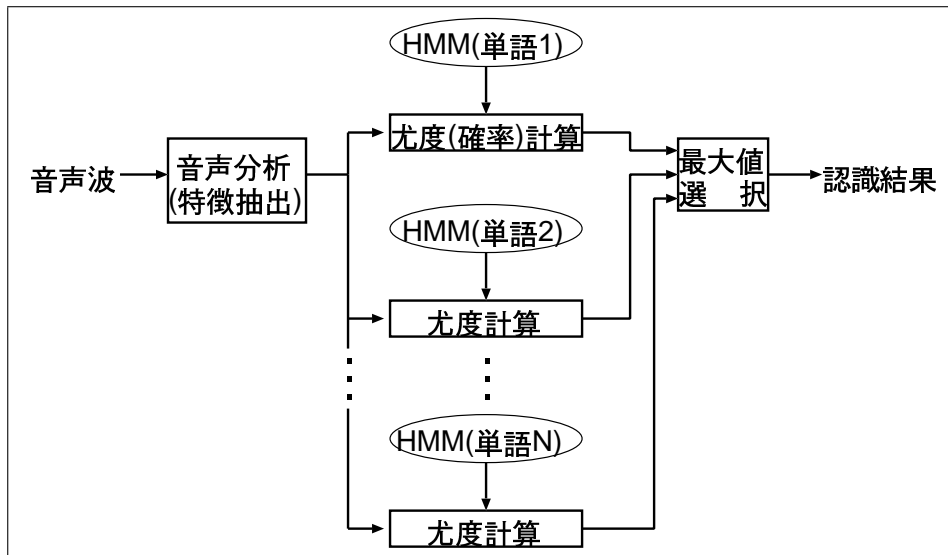 HMM(単語1)
尤度(確率)計算
音声波
音声分析
(特徴抽出)
最大値
選 択
認識結果
HMM(単語2)
尤度計算
HMM(単語N)
尤度計算